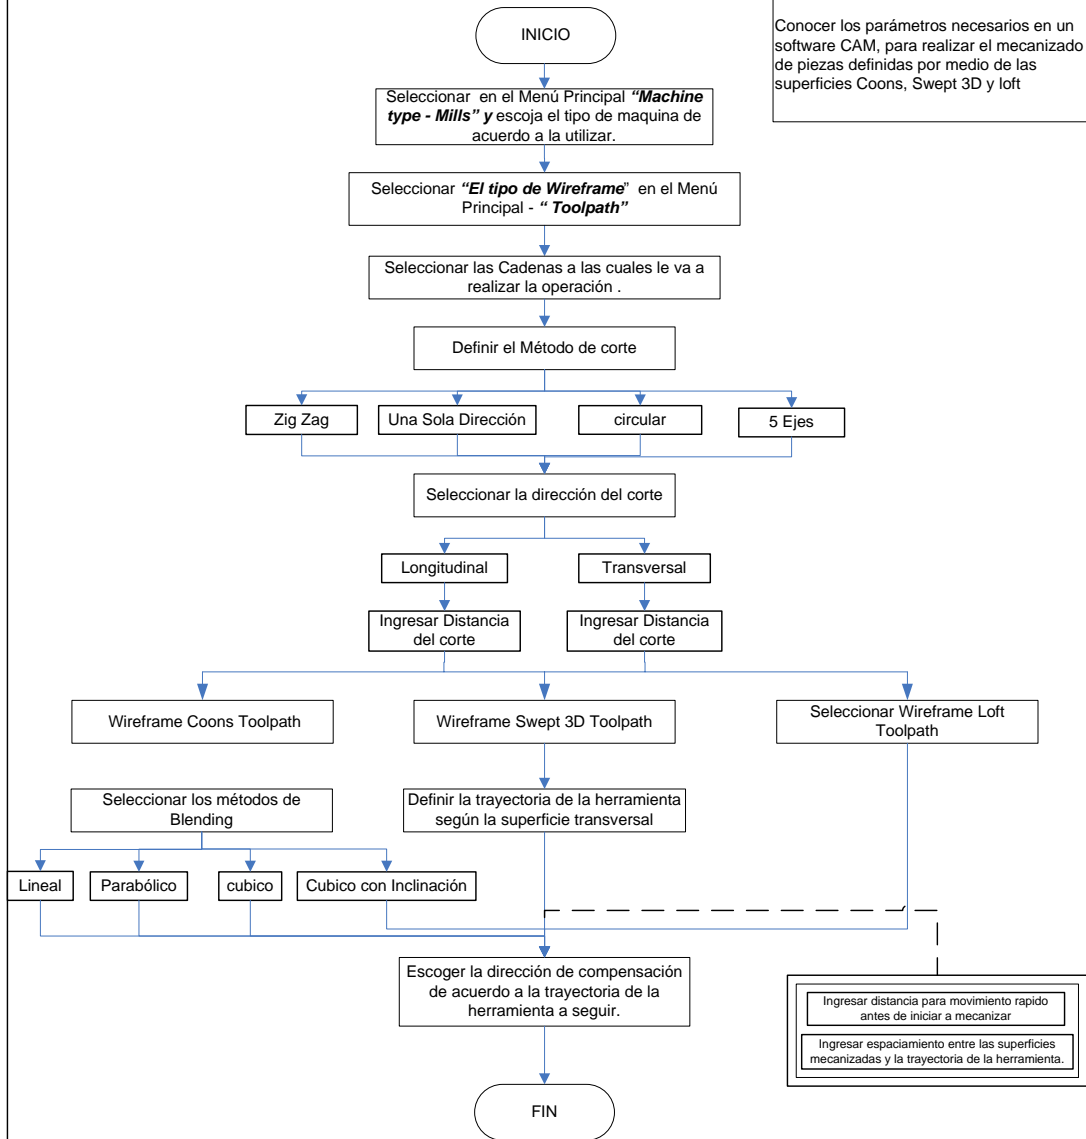 INICIO
Conocer los parámetros necesarios en un
software CAM, para realizar el mecanizado
de piezas definidas por medio de las
superficies Coons, Swept 3D y loft
Seleccionar en el Menú Principal “Machine
type - Mills” y escoja el tipo de maquina de
acuerdo a la utilizar.
Seleccionar “El tipo de Wireframe” en el Menú
Principal - “ Toolpath”
Seleccionar las Cadenas a las cuales le va a
realizar la operación .
Definir el Método de corte
Zig Zag
Una Sola Dirección
circular
5 Ejes
Seleccionar la dirección del corte
Longitudinal
Transversal
Ingresar Distancia
del corte
Ingresar Distancia
del corte
Wireframe Coons Toolpath
Wireframe Swept 3D Toolpath
Seleccionar Wireframe Loft
Toolpath
Seleccionar los métodos de
Blending
Definir la trayectoria de la herramienta
según la superficie transversal
Lineal
Parabólico
cubico
Cubico con Inclinación
Escoger la dirección de compensación
de acuerdo a la trayectoria de la
herramienta a seguir.
Ingresar distancia para movimiento rapido
antes de iniciar a mecanizar
Ingresar espaciamiento entre las superficies
mecanizadas y la trayectoria de la herramienta.
FIN